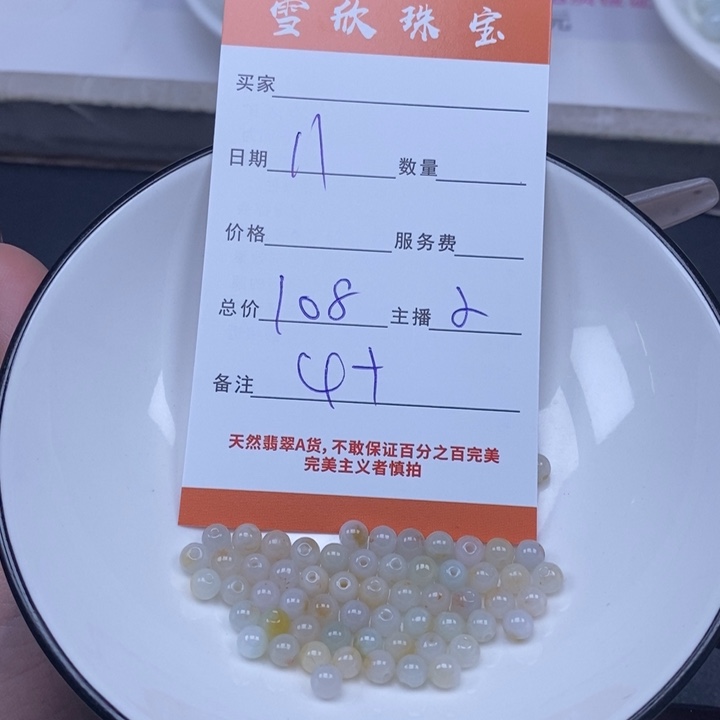 雪欣珠宝
买家
日期 17 数量
价格 服务费
总价 108 主播 2
备注
天然翡翠A货,不敢保证百分之百完美
完美主义者慎拍
元